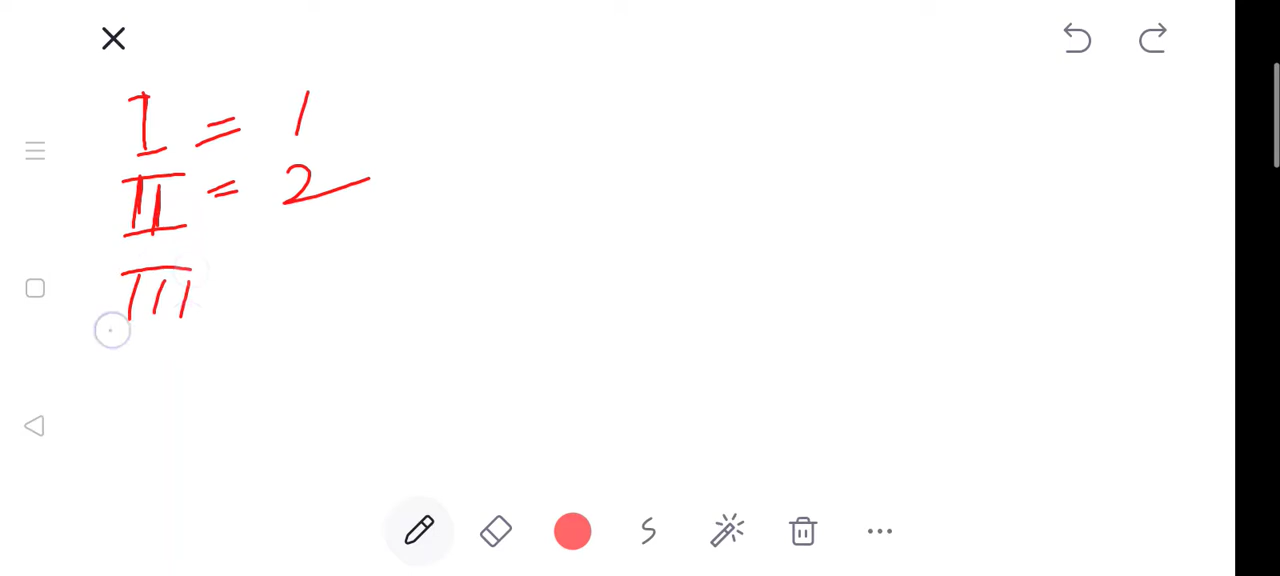 I = 1
II = 2
III